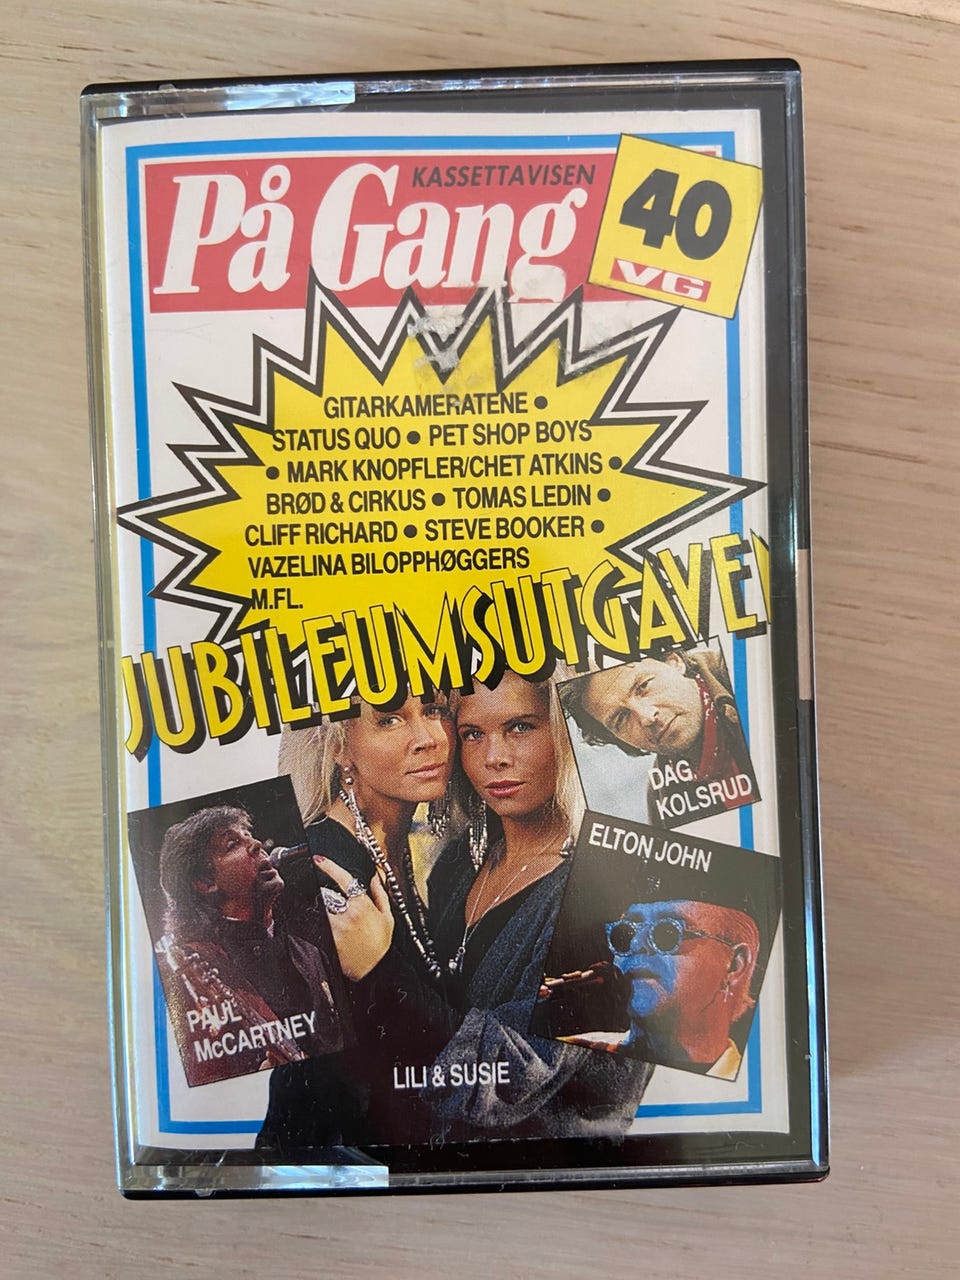 På Gang
KASSETTAVISEN
40
VG
GITARKAMERATENE •
STATUS QUO • PET SHOP BOYS
• MARK KNOPFLER/CHET ATKINS •
BRØD & CIRKUS • TOMAS LEDIN •
CLIFF RICHARD • STEVE BOOKER •
VAZELINA BILOPPHØGGERS
M.FL.
JUBILEUMSUTGAVE!
DAG
KOLSRUD
ELTON JOHN
PAUL
McCARTNEY
LILI & SUSIE